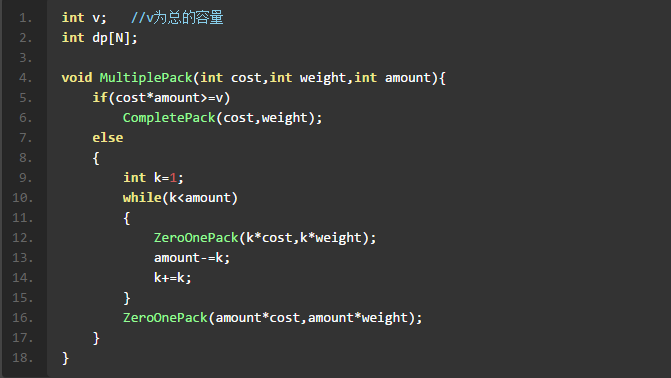 1. int v;   //v为总的容量
2. int dp[N];
3.
4. void MultiplePack(int cost,int weight,int amount){
5.     if(cost*amount>=v)
6.         CompletePack(cost,weight);
7.     else
8.     {
9.         int k=1;
10.         while(k<amount)
11.         {
12.             ZeroOnePack(k*cost,k*weight);
13.             amount-=k;
14.             k+=k;
15.         }
16.         ZeroOnePack(amount*cost,amount*weight);
17.     }
18. }